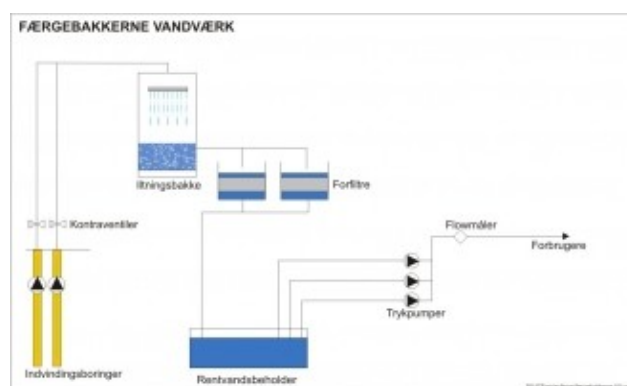 FÆRGEBAKKERNE VANDVÆRK
Iltningsbakke
Forfiltre
Kontraventiler
Flowmåler
Forbrugere
Trykpumper
Indvindingsboringer
Rentvandsbeholder